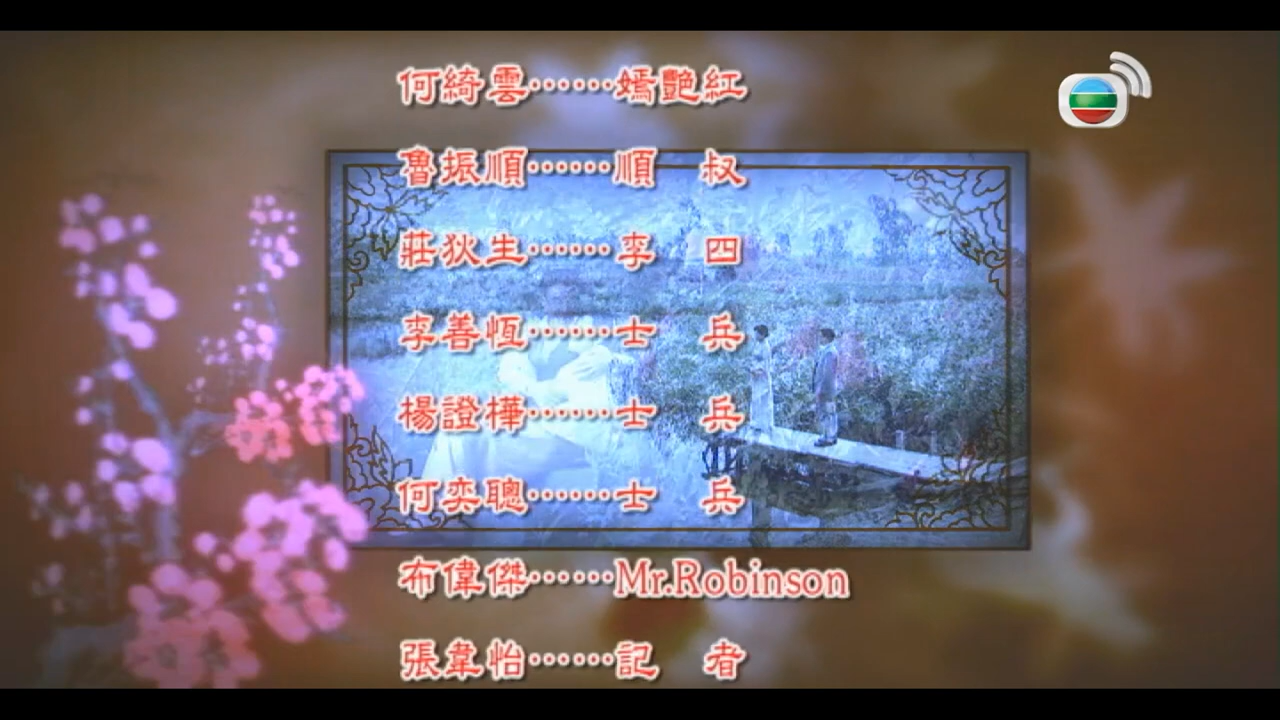 何綺雲……嫣艷紅
魯振順……順 叔
莊狄生……李 四
李善恆……士 兵
楊證樺……士 兵
何奕聰……士 兵
布偉傑……Mr.Robinson
張韋怡……記 者